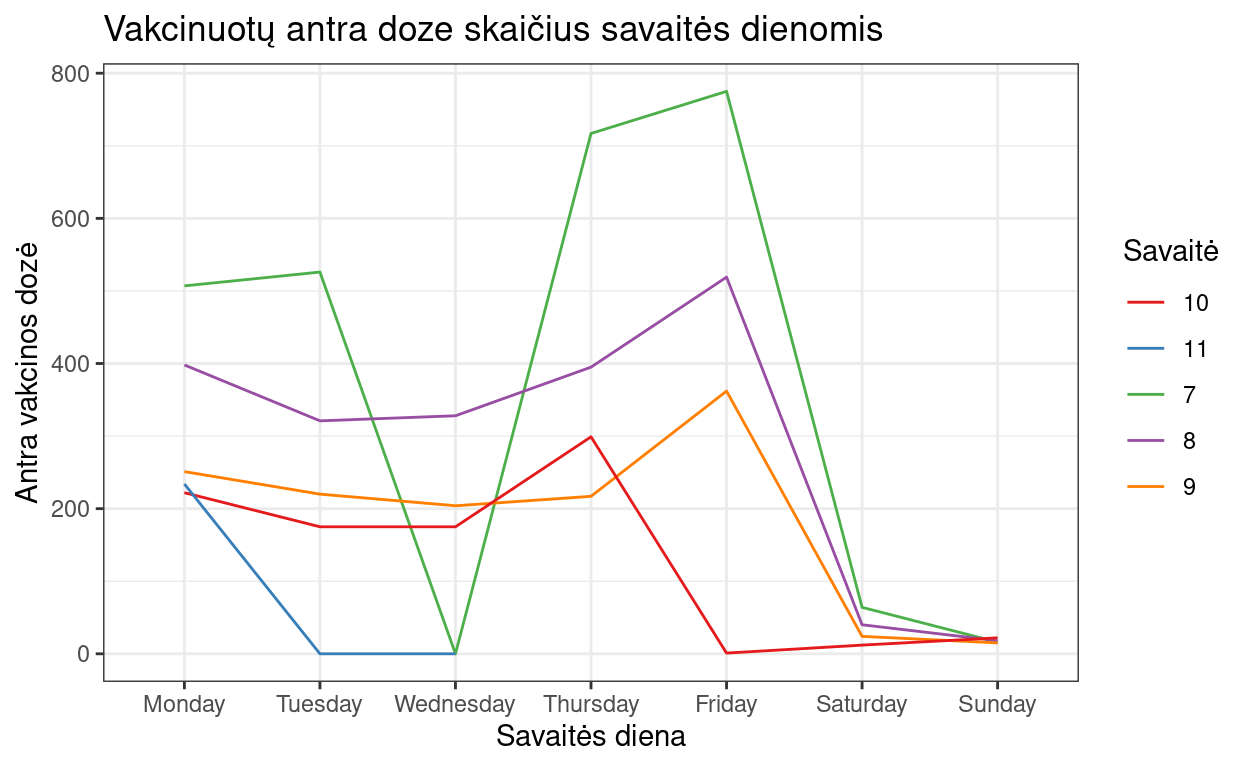 Vakcinuotų antra doze skaičius savaitės dienomis
Antra vakcinos dozė
800
600
400
200
0
Monday Tuesday Wednesday Thursday Friday Saturday Sunday
Savaitės diena
Savaitė
10
11
7
8
9